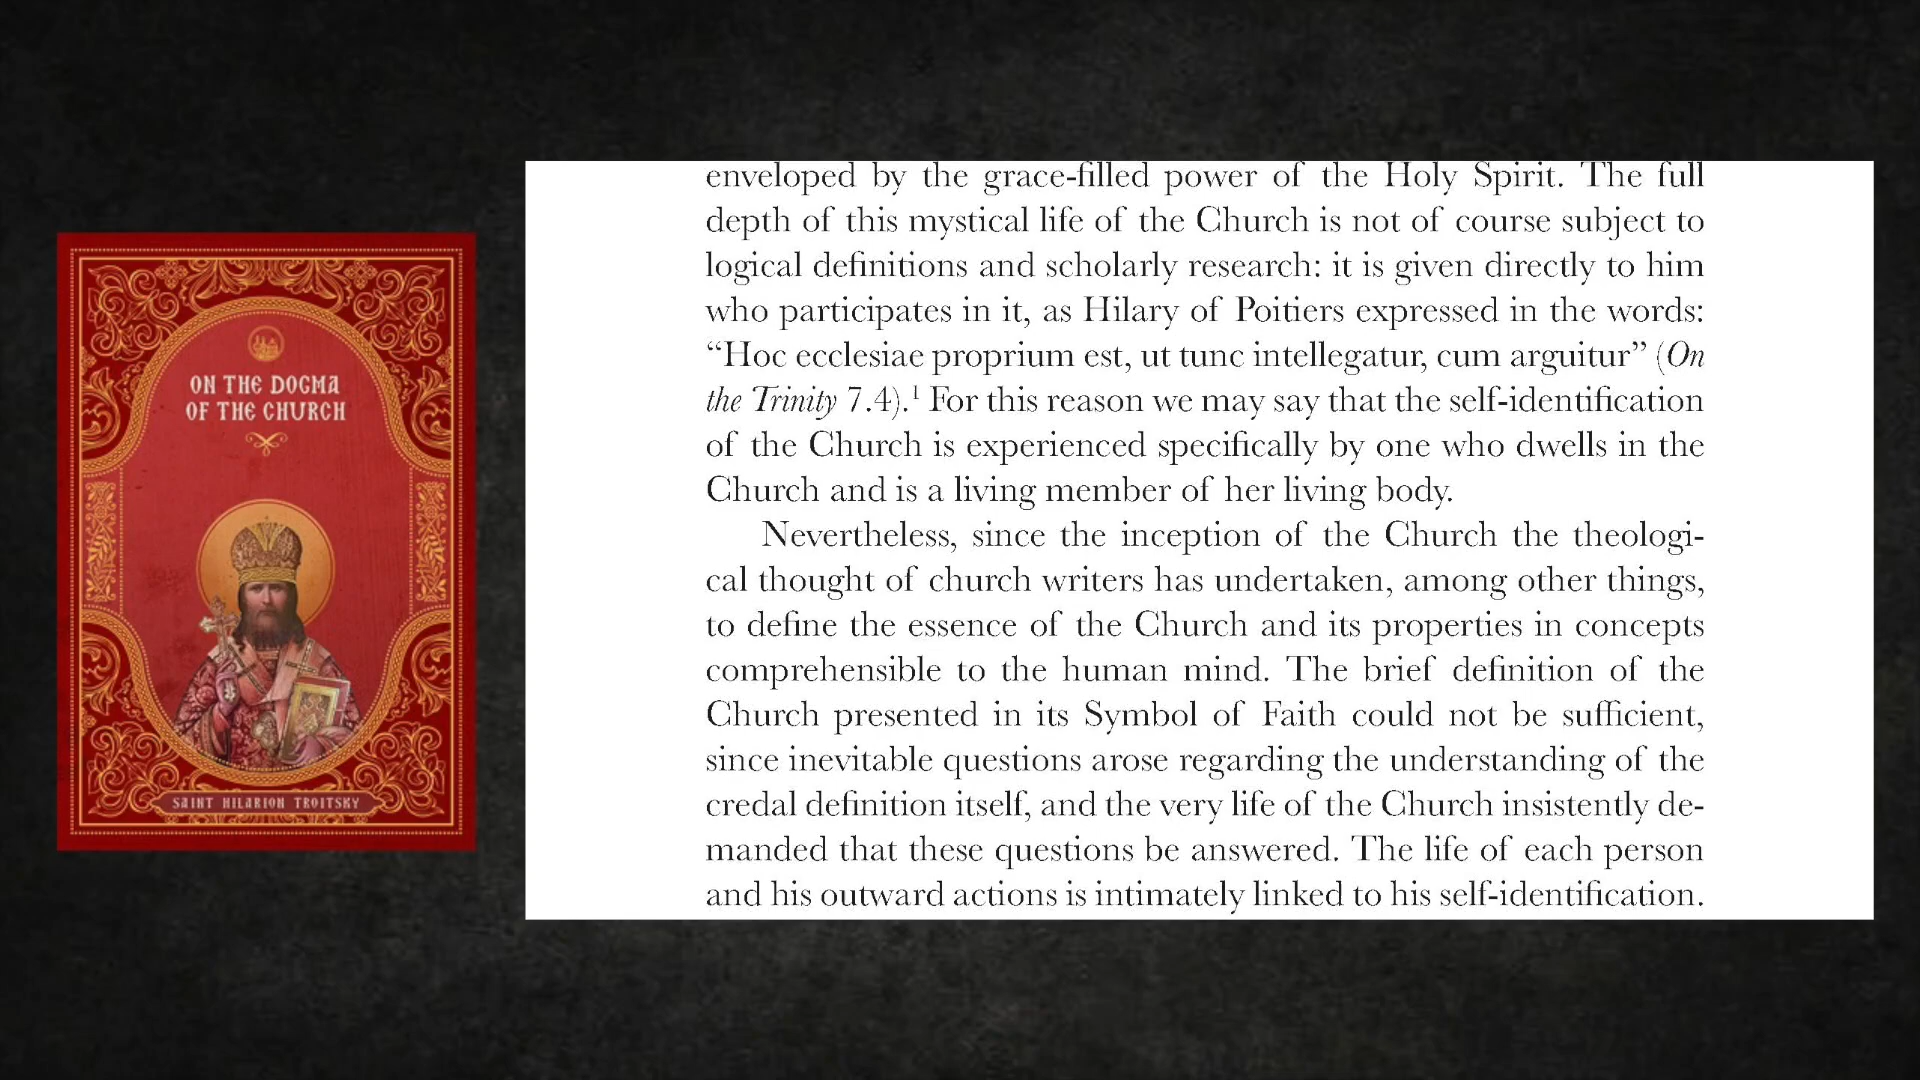 ON THE DOGMA
OF THE CHURCH
SAINT HILARION TROITSKY
enveloped by the grace-filled power of the Holy Spirit. The full
depth of this mystical life of the Church is not of course subject to
logical definitions and scholarly research: it is given directly to him
who participates in it, as Hilary of Poitiers expressed in the words:
“Hoc ecclesiae proprium est, ut tunc intellegatur, cum arguitur” (On
the Trinity 7.4).¹ For this reason we may say that the self-identification
of the Church is experienced specifically by one who dwells in the
Church and is a living member of her living body.
Nevertheless, since the inception of the Church the theologi-
cal thought of church writers has undertaken, among other things,
to define the essence of the Church and its properties in concepts
comprehensible to the human mind. The brief definition of the
Church presented in its Symbol of Faith could not be sufficient,
since inevitable questions arose regarding the understanding of the
credal definition itself, and the very life of the Church insistently de-
manded that these questions be answered. The life of each person
and his outward actions is intimately linked to his self-identification.